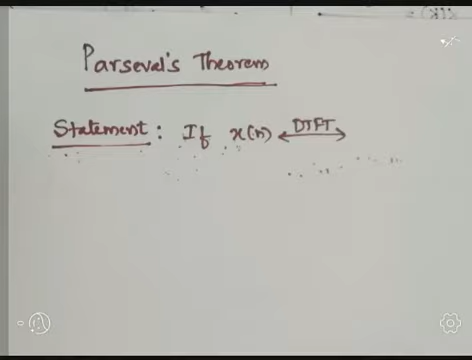 Parseval's Theorem
Statement : If x(n) <--DTFT-->